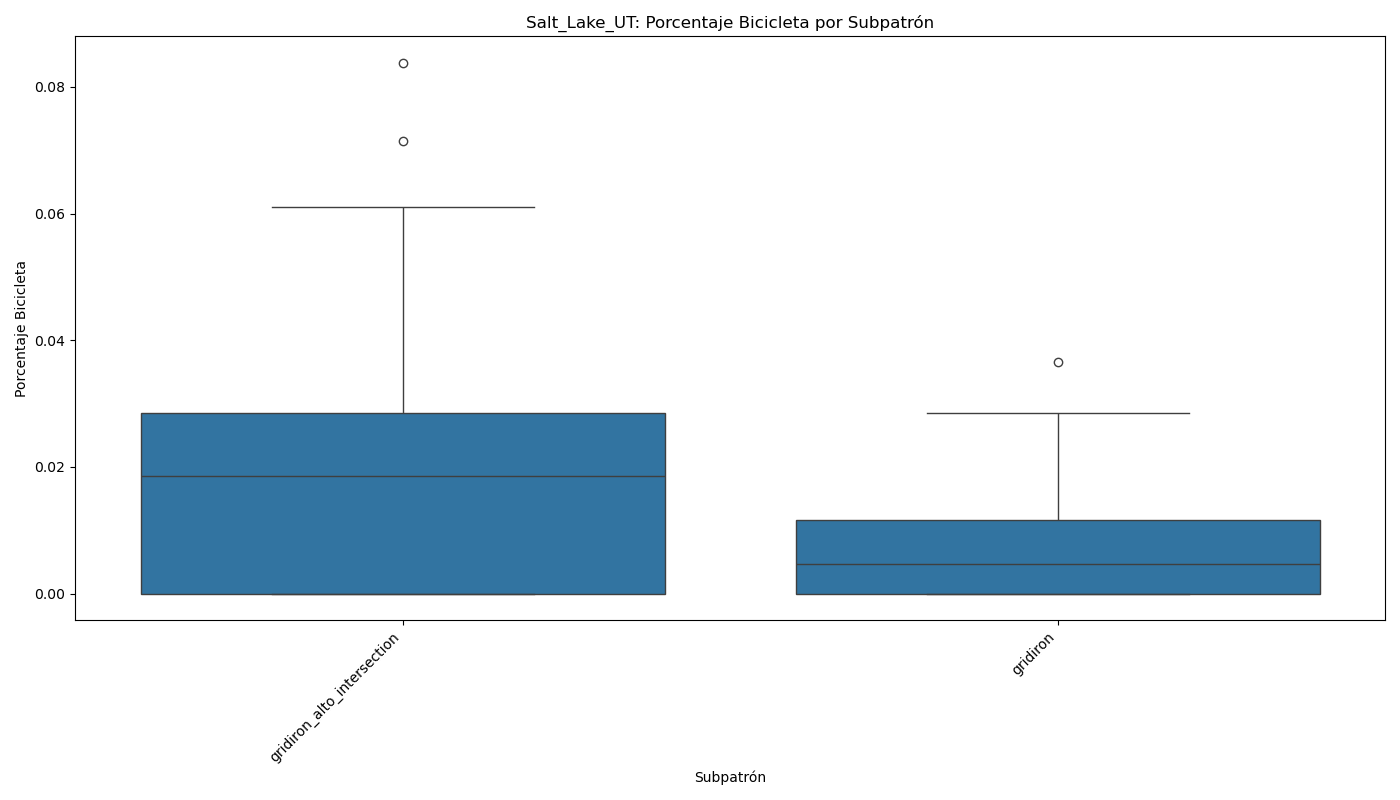 Salt_Lake_UT: Porcentaje Bicicleta por Subpatrón
Porcentaje Bicicleta
0.08
0.06
0.04
0.02
0.00
gridiron_alto_intersection
gridiron
Subpatrón